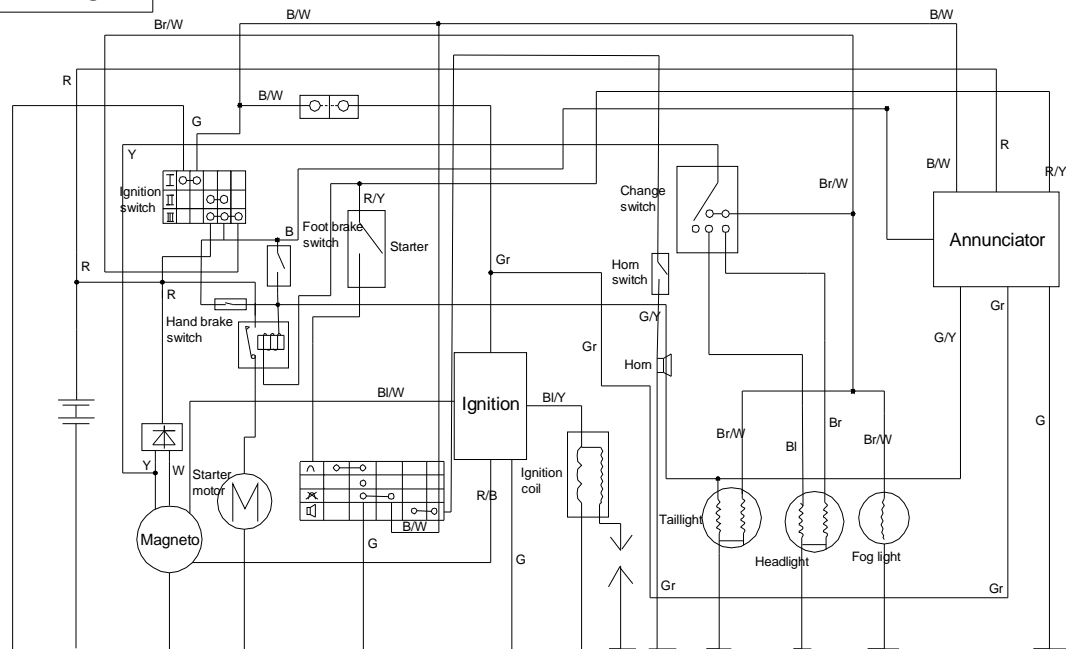 B/W
B/W
Br/W
R
B/W
G
Y
R
B/W
R/Y
Br/W
Ignition
switch
I
II
III
R/Y
Change
switch
B
Foot brake
switch
Starter
Annunciator
Gr
R
R
Horn
switch
Gr
Hand brake
switch
G/Y
G/Y
Gr
Horn
Bl/W
Ignition
Bl/Y
Br/W
Bl
Br
Br/W
G
Y
W
Starter
motor
M
R/B
Ignition
coil
Magneto
B/W
G
G
Taillight
Headlight
Fog light
Gr
Gr